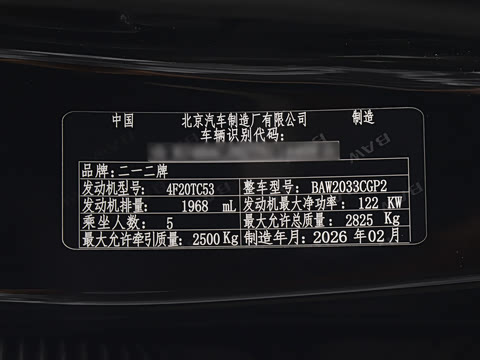 中国 北京汽车制造厂有限公司 制造
车辆识别代码:
品牌:二一二牌
发动机型号: 4F20TC53 整车型号: BAW2033CGP2
发动机排量: 1968 mL 发动机最大净功率: 122 KW
乘坐人数: 5 最大允许总质量: 2825 Kg
最大允许牵引质量: 2500Kg 制造年月: 2026 年 02 月
BAW
BAW
BAW